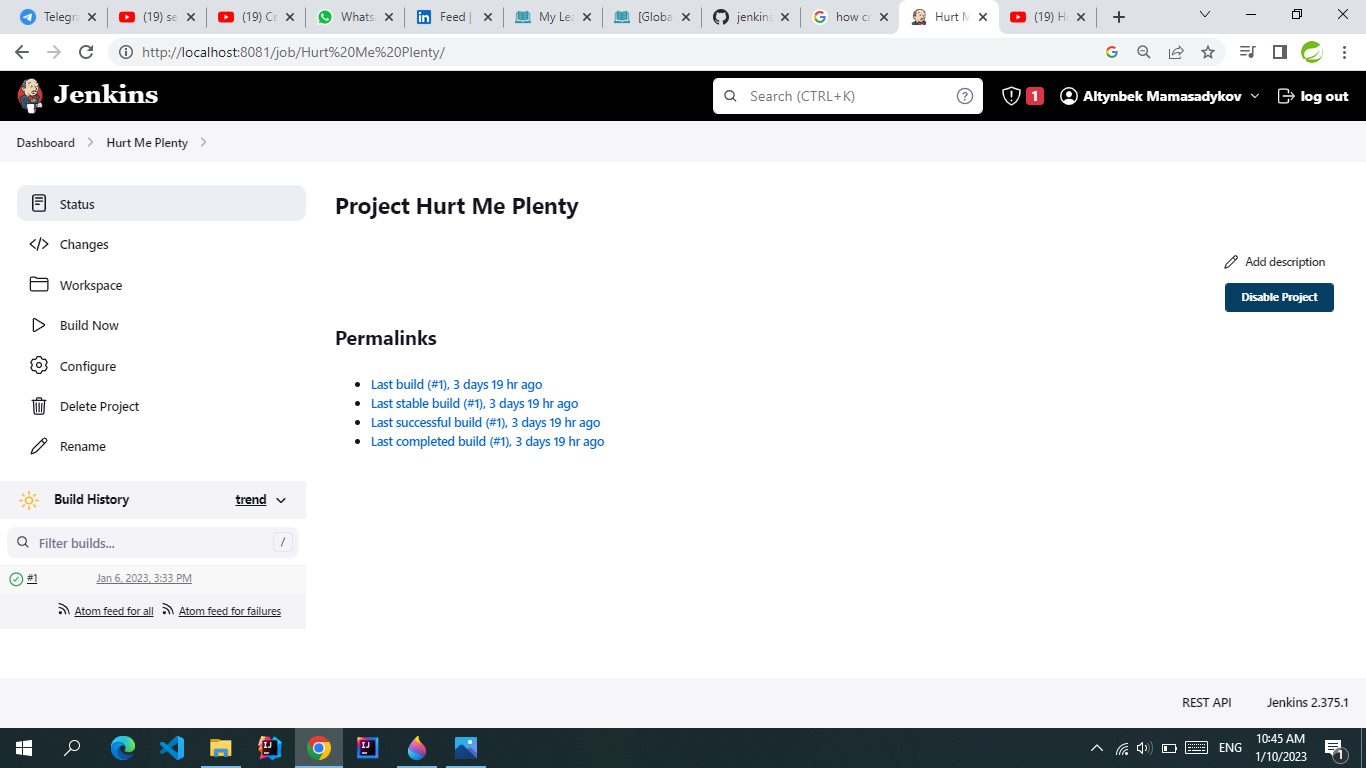 Telegra
(19) se
(19) Ce
Whats
Feed |
My Lea
[Globa
jenkins
how cr
Hurt M
(19) H
http://localhost:8081/job/Hurt%20Me%20Plenty/
Jenkins
Search (CTRL+K)
1
Altynbek Mamasadykov
log out
Dashboard
Hurt Me Plenty
Status
Changes
Workspace
Build Now
Configure
Delete Project
Rename
Build History
trend
Filter builds...
/
#1
Jan 6, 2023, 3:33 PM
Atom feed for all
Atom feed for failures
Project Hurt Me Plenty
Add description
Disable Project
Permalinks
Last build (#1), 3 days 19 hr ago
Last stable build (#1), 3 days 19 hr ago
Last successful build (#1), 3 days 19 hr ago
Last completed build (#1), 3 days 19 hr ago
REST API
Jenkins 2.375.1
ENG
10:45 AM
1/10/2023
1